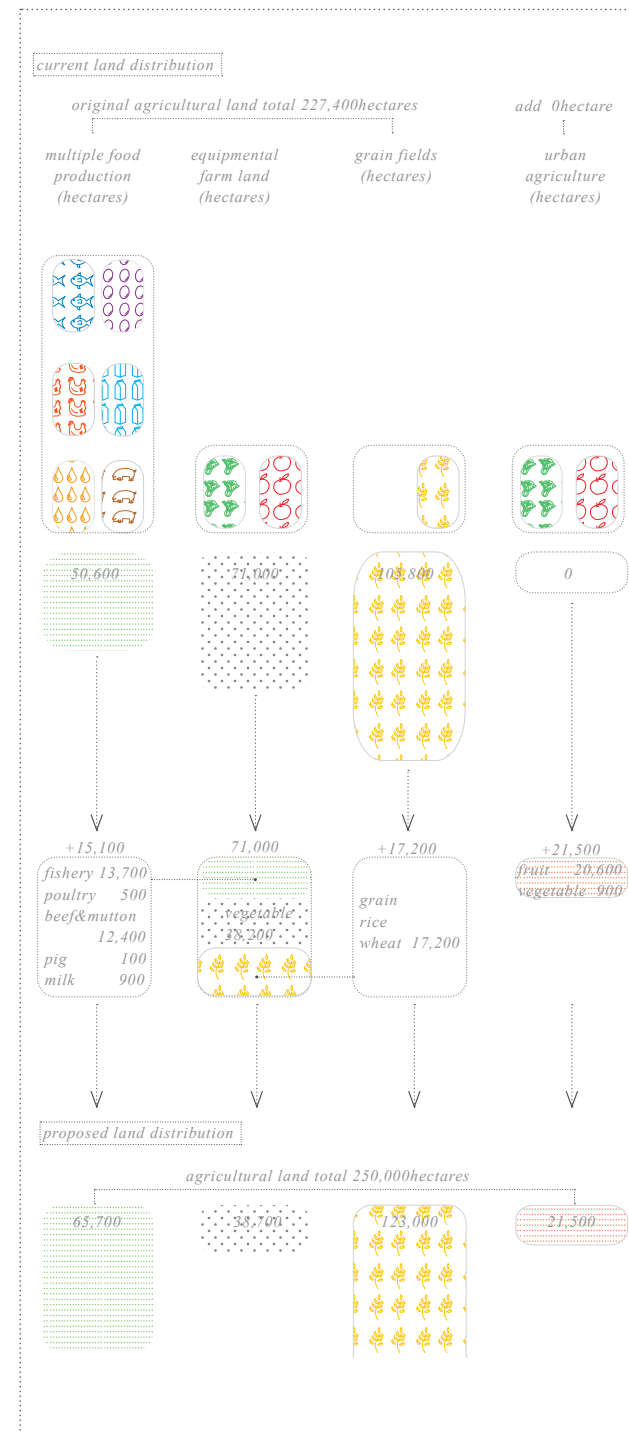 current land distribution
original agricultural land total 227,400hectares
add 0hectare
multiple food
production
(hectares)
equipmental
farm land
(hectares)
grain fields
(hectares)
urban
agriculture
(hectares)
50,600
71,000
105,800
0
+15,100
71,000
+17,200
+21,500
fishery 13,700
poultry 500
beef&mutton
12,400
pig 100
milk 900
vegetable
38,200
grain
rice
wheat 17,200
fruit 20,600
vegetable 900
proposed land distribution
agricultural land total 250,000hectares
65,700
38,700
123,000
21,500